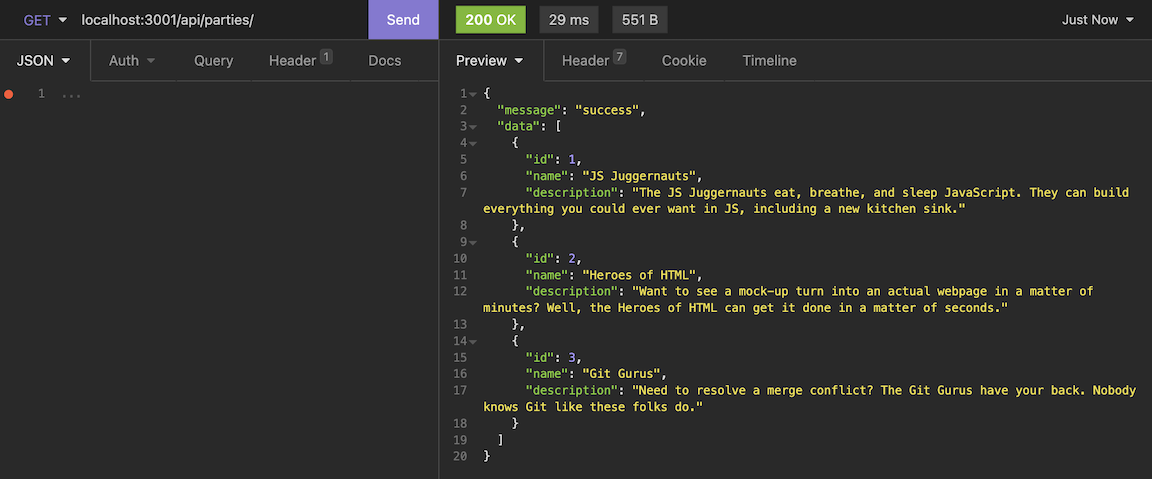 GET localhost:3001/api/parties/ Send 200 OK 29 ms 551 B Just Now
JSON Auth Query Header 1 Docs Preview Header 7 Cookie Timeline
1 ...
1 {
2 "message": "success",
3 "data": [
4 {
5 "id": 1,
6 "name": "JS Juggernauts",
7 "description": "The JS Juggernauts eat, breathe, and sleep JavaScript. They can build
everything you could ever want in JS, including a new kitchen sink."
8 },
9 {
10 "id": 2,
11 "name": "Heroes of HTML",
12 "description": "Want to see a mock-up turn into an actual webpage in a matter of
minutes? Well, the Heroes of HTML can get it done in a matter of seconds."
13 },
14 {
15 "id": 3,
16 "name": "Git Gurus",
17 "description": "Need to resolve a merge conflict? The Git Gurus have your back. Nobody
knows Git like these folks do."
18 }
19 ]
20 }